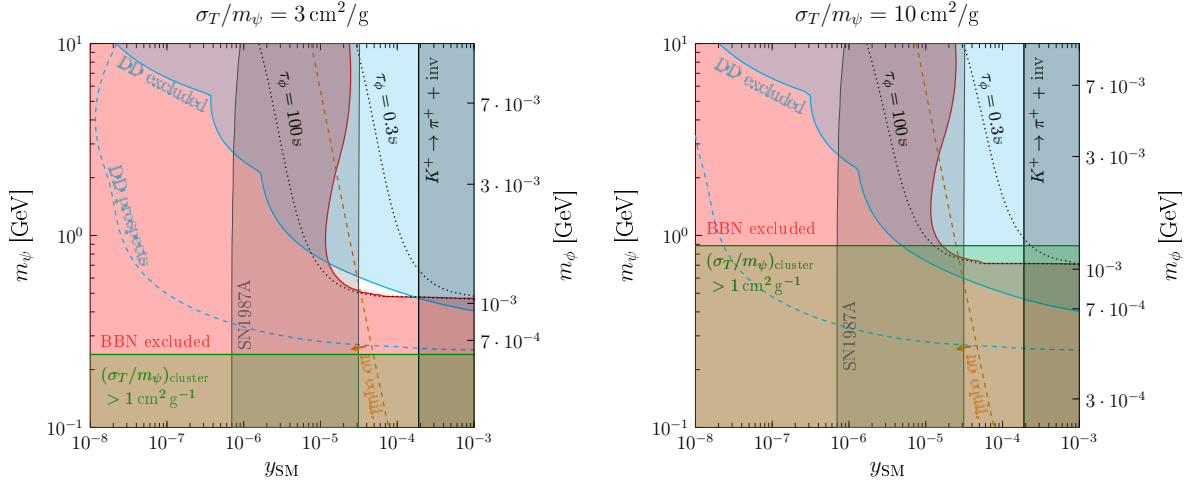 σ_T/m_ψ = 3 cm²/g
10¹
10⁰
10⁻¹
m_ψ [GeV]
DD excluded
DD prospects
τ_ϕ = 100 s
τ_ϕ = 0.3 s
K⁺ → π⁺ + inv
SN1987A
BBN excluded
(σ_T/m_ψ)_cluster
> 1 cm² g⁻¹
no equil.
7 · 10⁻³
3 · 10⁻³
10⁻³
7 · 10⁻⁴
m_ϕ [GeV]
10⁻⁸ 10⁻⁷ 10⁻⁶ 10⁻⁵ 10⁻⁴ 10⁻³
y_SM
σ_T/m_ψ = 10 cm²/g
10¹
10⁰
10⁻¹
m_ψ [GeV]
DD excluded
τ_ϕ = 100 s
τ_ϕ = 0.3 s
K⁺ → π⁺ + inv
BBN excluded
(σ_T/m_ψ)_cluster
> 1 cm² g⁻¹
SN1987A
no equil.
7 · 10⁻³
3 · 10⁻³
10⁻³
7 · 10⁻⁴
3 · 10⁻⁴
m_ϕ [GeV]
10⁻⁸ 10⁻⁷ 10⁻⁶ 10⁻⁵ 10⁻⁴ 10⁻³
y_SM